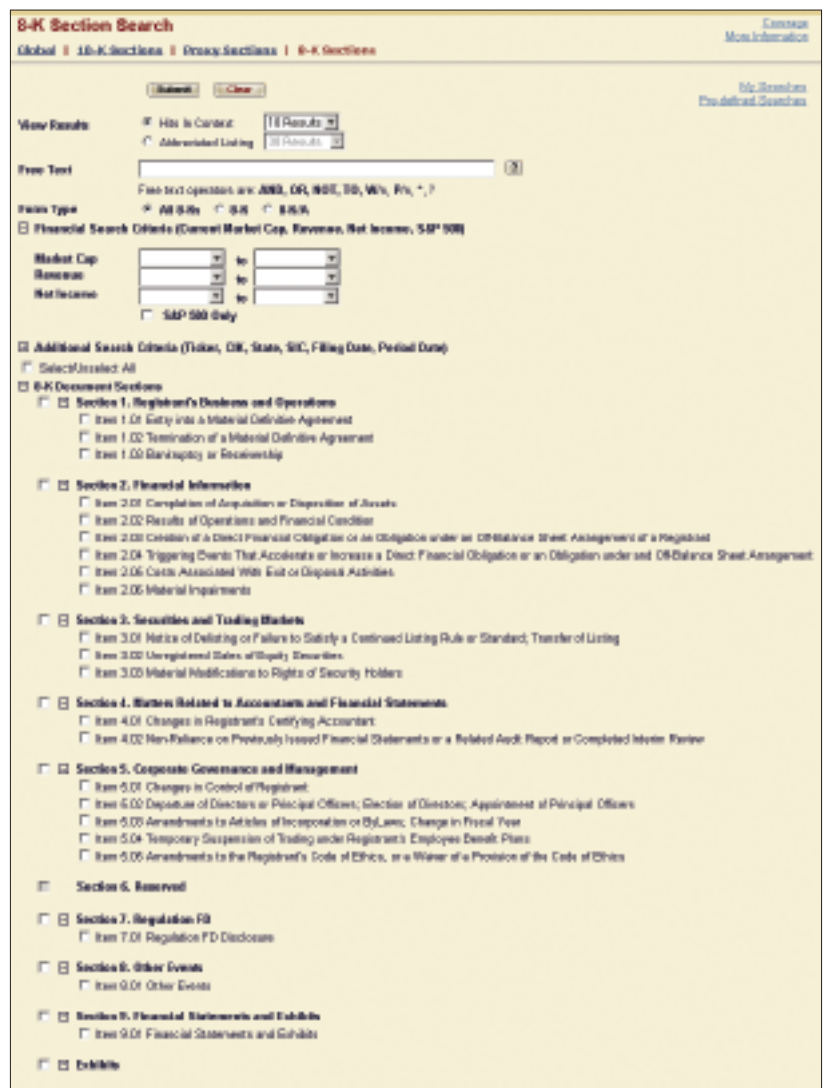 8-K Section Search
Coverage
More Information
Global | 10-K Sections | Proxy Sections | 8-K Sections
Submit Clear
My Searches
Pre-defined Searches
View Results Hits In Context 10 Results
Abbreviated Listing 30 Results
Free Text ?
Free text operators are: AND, OR, NOT, TO, W/n, P/n, *, ?
Form Type All 8-Ks 8-K 8-K/A
Financial Search Criteria (Current Market Cap, Revenue, Net Income, S&P 500)
Market Cap to
Revenue to
Net Income to
S&P 500 Only
Additional Search Criteria (Ticker, CIK, State, SIC, Filing Date, Period Date)
Select/Unselect All
8-K Document Sections
Section 1. Registrant's Business and Operations
Item 1.01 Entry into a Material Definitive Agreement
Item 1.02 Termination of a Material Definitive Agreement
Item 1.03 Bankruptcy or Receivership
Section 2. Financial Information
Item 2.01 Completion of Acquisition or Disposition of Assets
Item 2.02 Results of Operations and Financial Condition
Item 2.03 Creation of a Direct Financial Obligation or an Obligation under an Off-Balance Sheet Arrangement of a Registrant
Item 2.04 Triggering Events That Accelerate or Increase a Direct Financial Obligation or an Obligation under and Off-Balance Sheet Arrangement
Item 2.05 Costs Associated With Exit or Disposal Activities
Item 2.06 Material Impairments
Section 3. Securities and Trading Markets
Item 3.01 Notice of Delisting or Failure to Satisfy a Continued Listing Rule or Standard; Transfer of Listing
Item 3.02 Unregistered Sales of Equity Securities
Item 3.03 Material Modifications to Rights of Security Holders
Section 4. Matters Related to Accountants and Financial Statements
Item 4.01 Changes in Registrant's Certifying Accountant
Item 4.02 Non-Reliance on Previously Issued Financial Statements or a Related Audit Report or Completed Interim Review
Section 5. Corporate Governance and Management
Item 5.01 Changes in Control of Registrant
Item 5.02 Departure of Directors or Principal Officers; Election of Directors; Appointment of Principal Officers
Item 5.03 Amendments to Articles of Incorporation or ByLaws; Change in Fiscal Year
Item 5.04 Temporary Suspension of Trading under Registrant's Employee Benefit Plans
Item 5.05 Amendments to the Registrant's Code of Ethics, or a Waiver of a Provision of the Code of Ethics
Section 6. Reserved
Section 7. Regulation FD
Item 7.01 Regulation FD Disclosure
Section 8. Other Events
Item 8.01 Other Events
Section 9. Financial Statements and Exhibits
Item 9.01 Financial Statements and Exhibits
Exhibits